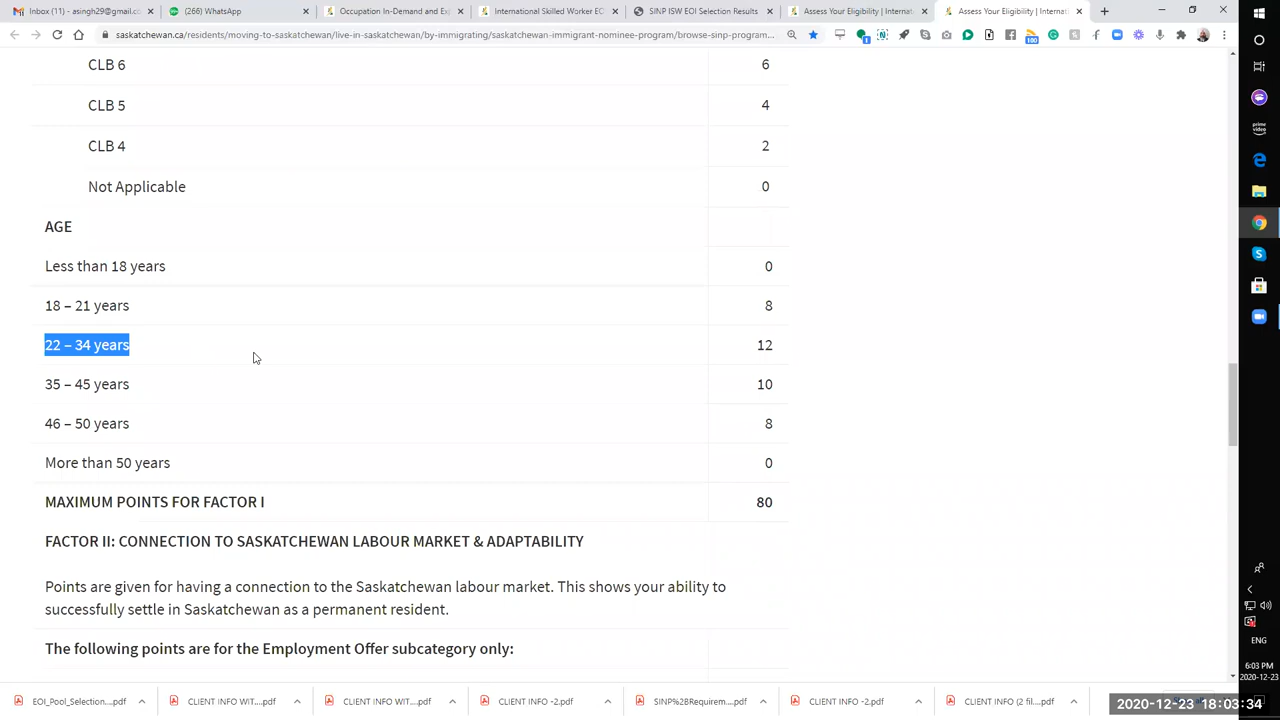 Inbox (11) - asingh29@gmail.co
(266) WhatsApp
Occupation In-Demand and Ex
International Skilled Worker EO
SINP ISW EOI Selection Results
Assess Your Eligibility | Internat
Assess Your Eligibility | Internat
saskatchewan.ca/residents/moving-to-saskatchewan/live-in-saskatchewan/by-immigrating/saskatchewan-immigrant-nominee-program/browse-sinp-program...
CLB 6 6
CLB 5 4
CLB 4 2
Not Applicable 0
AGE
Less than 18 years 0
18 – 21 years 8
22 – 34 years 12
35 – 45 years 10
46 – 50 years 8
More than 50 years 0
MAXIMUM POINTS FOR FACTOR I 80
FACTOR II: CONNECTION TO SASKATCHEWAN LABOUR MARKET & ADAPTABILITY
Points are given for having a connection to the Saskatchewan labour market. This shows your ability to
successfully settle in Saskatchewan as a permanent resident.
The following points are for the Employment Offer subcategory only:
prime
video
ENG
6:03 PM
2020-12-23
EOI_Pool_Selection....pdf
CLIENT INFO WIT....pdf
CLIENT INFO WIT....pdf
SINP%2BRequirem....pdf
CLIENT INFO -2.pdf
CLIENT INFO (2 fil....pdf
2020-12-23 18:03:34